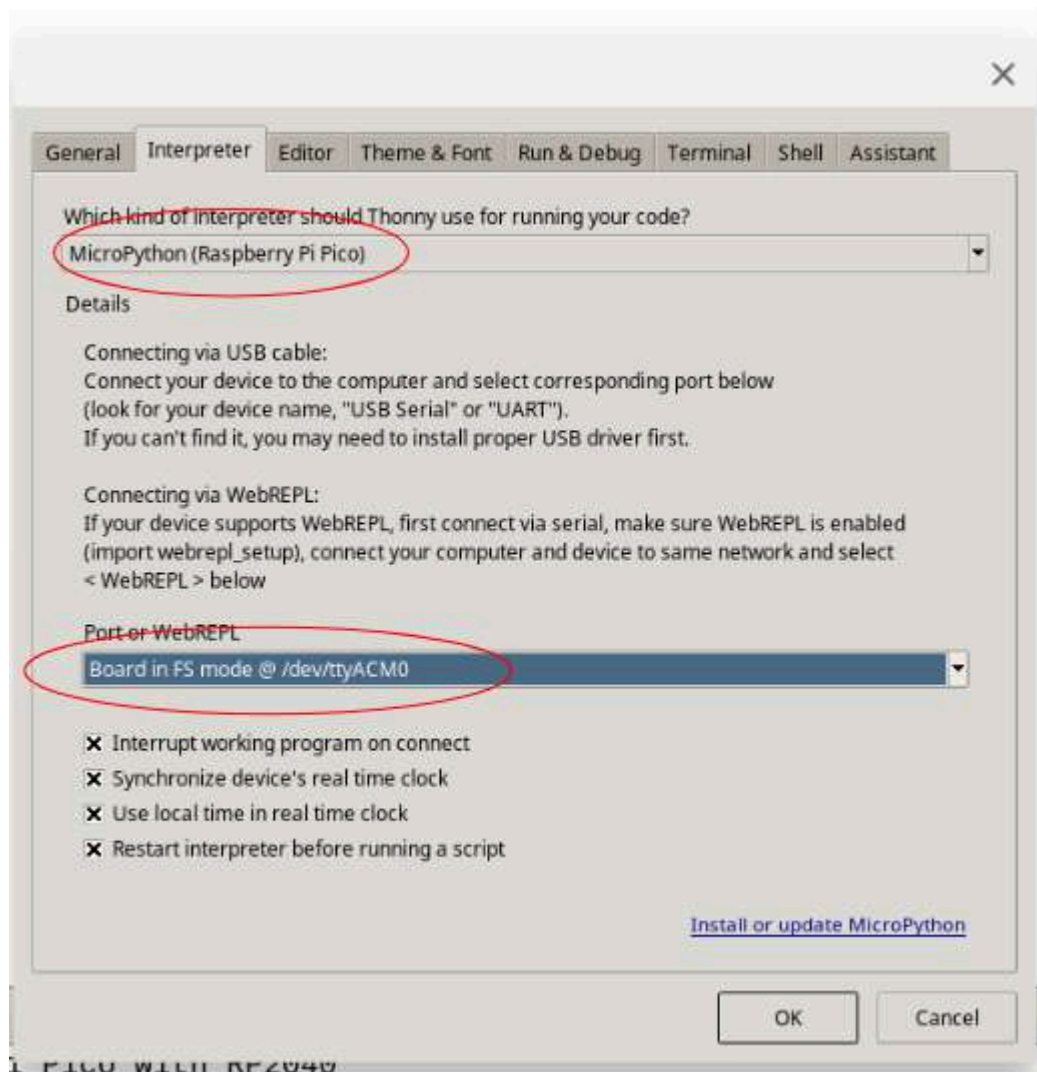 General Interpreter Editor Theme & Font Run & Debug Terminal Shell Assistant
Which kind of interpreter should Thonny use for running your code?
MicroPython (Raspberry Pi Pico)
Details
Connecting via USB cable:
Connect your device to the computer and select corresponding port below
(look for your device name, "USB Serial" or "UART").
If you can't find it, you may need to install proper USB driver first.
Connecting via WebREPL:
If your device supports WebREPL, first connect via serial, make sure WebREPL is enabled
(import webrepl_setup), connect your computer and device to same network and select
< WebREPL > below
Port or WebREPL
Board in FS mode @ /dev/ttyACM0
Interrupt working program on connect
Synchronize device's real time clock
Use local time in real time clock
Restart interpreter before running a script
Install or update MicroPython
OK Cancel
Pico with RP2040